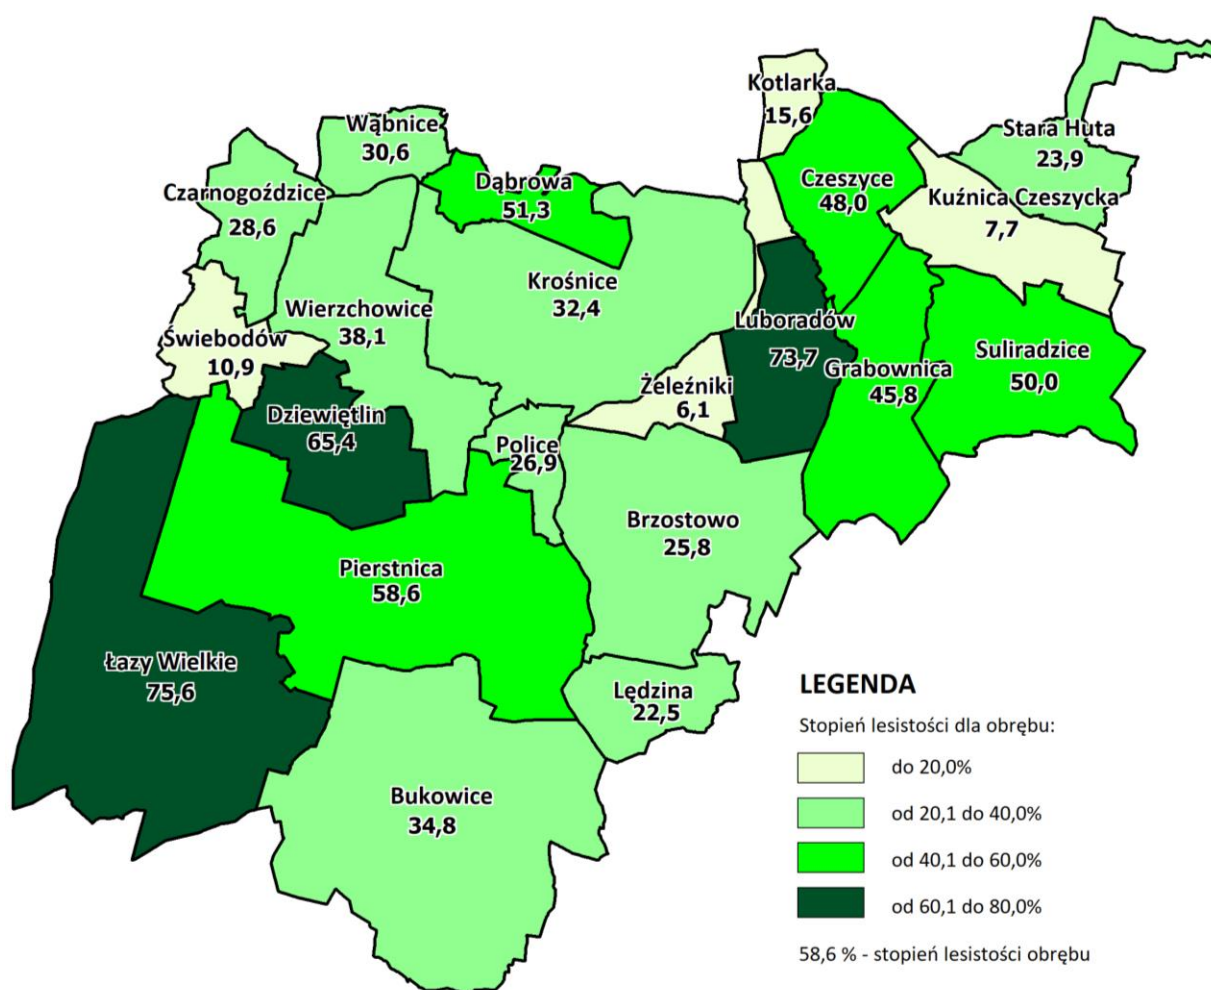 Kotlarka
15,6
Wąbnice
30,6
Stara Huta
23,9
Dąbrowa
51,3
Czeszyce
48,0
Czarnogoździce
28,6
Kuźnica Czeszycka
7,7
Krośnice
32,4
Wierzchowice
38,1
Luboradów
73,7
Świebodów
10,9
Suliradzice
50,0
Grabownica
45,8
Żeleźniki
6,1
Dziewiętlin
65,4
Police
26,9
Brzostowo
25,8
Pierstnica
58,6
Łazy Wielkie
75,6
Lędzina
22,5
Bukowice
34,8
LEGENDA
Stopień lesistości dla obrębu:
do 20,0%
od 20,1 do 40,0%
od 40,1 do 60,0%
od 60,1 do 80,0%
58,6 % - stopień lesistości obrębu